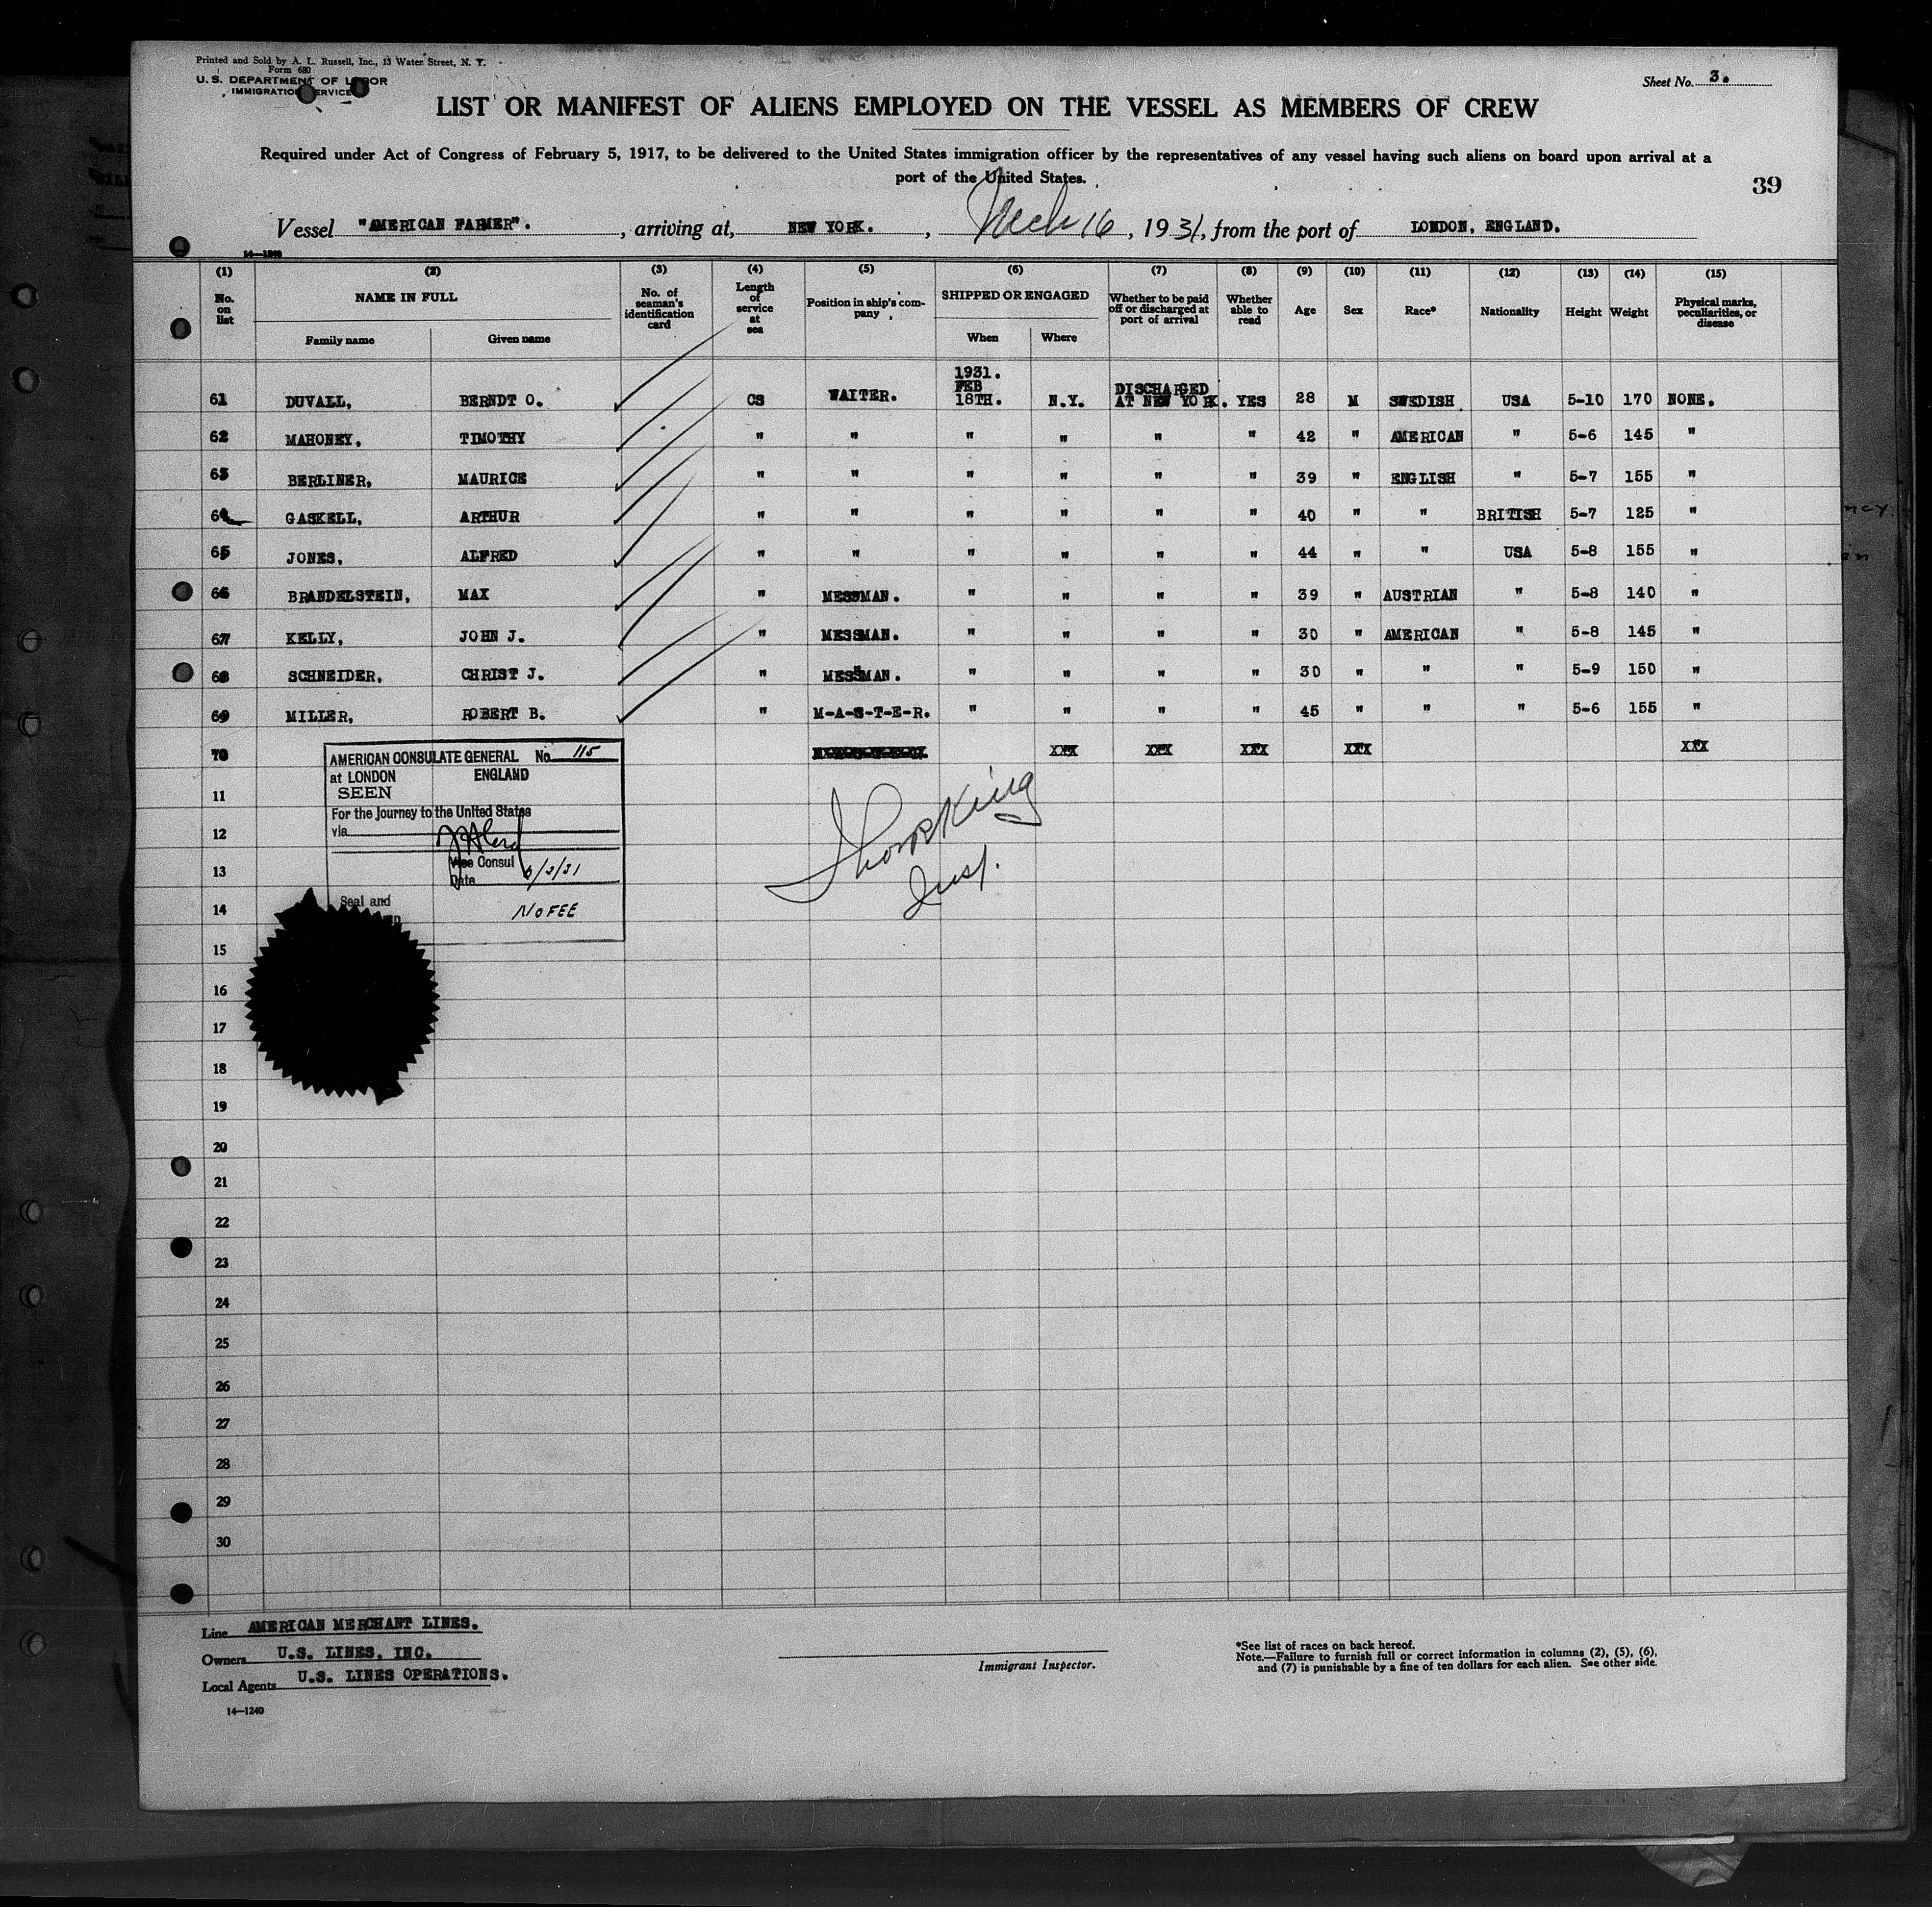 Printed and Sold by A. L. Russell, Inc., 13 Water Street, N. Y.
Form 680
U. S. DEPARTMENT OF LABOR
IMMIGRATION SERVICE
Sheet No. 3.
LIST OR MANIFEST OF ALIENS EMPLOYED ON THE VESSEL AS MEMBERS OF CREW
Required under Act of Congress of February 5, 1917, to be delivered to the United States immigration officer by the representatives of any vessel having such aliens on board upon arrival at a
port of the United States.
39
Vessel "AMERICAN FARMER". , arriving at, NEW YORK. , Mch 16, 1931, from the port of LONDON, ENGLAND.
14—1240
(1) (2) (3) (4) (5) (6) (7) (8) (9) (10) (11) (12) (13) (14) (15)
No. on list NAME IN FULL Family name Given name No. of seaman's identification card Length of service at sea Position in ship's company SHIPPED OR ENGAGED When Where Whether to be paid off or discharged at port of arrival Whether able to read Age Sex Race* Nationality Height Weight Physical marks, peculiarities, or disease
61 DUVALL, BERNDT O. CS WAITER. 1931. FEB 18TH. N.Y. DISCHARGED AT NEW YORK. YES 28 M SWEDISH USA 5-10 170 NONE.
62 MAHONEY, TIMOTHY " " " " " " 42 " AMERICAN " 5-6 145 "
63 BERLINER, MAURICE " " " " " " 39 " ENGLISH " 5-7 155 "
64 GASKELL, ARTHUR " " " " " " 40 " " BRITISH 5-7 125 "
65 JONES, ALFRED " " " " " " 44 " " USA 5-8 155 "
66 BRANDELSTEIN, MAX " MESSMAN. " " " " 39 " AUSTRIAN " 5-8 140 "
67 KELLY, JOHN J. " MESSMAN. " " " " 30 " AMERICAN " 5-8 145 "
68 SCHNEIDER, CHRIST J. " MESSMAN. " " " " 30 " " " 5-9 150 "
69 MILLER, ROBERT B. " M-A-S-T-E-R. " " " " 45 " " " 5-6 155 "
70 XXX XXX XXX XXX XXX
AMERICAN CONSULATE GENERAL No. 115
at LONDON ENGLAND
SEEN
For the Journey to the United States
via
Vice Consul
Date 6/3/31
Seal and
NO FEE
Insp.
11
12
13
14
15
16
17
18
19
20
21
22
23
24
25
26
27
28
29
30
Line AMERICAN MERCHANT LINES.
Owners U.S. LINES, INC.
Local Agents U.S. LINES OPERATIONS.
14—1240
Immigrant Inspector.
*See list of races on back hereof.
Note.—Failure to furnish full or correct information in columns (2), (5), (6),
and (7) is punishable by a fine of ten dollars for each alien. See other side.